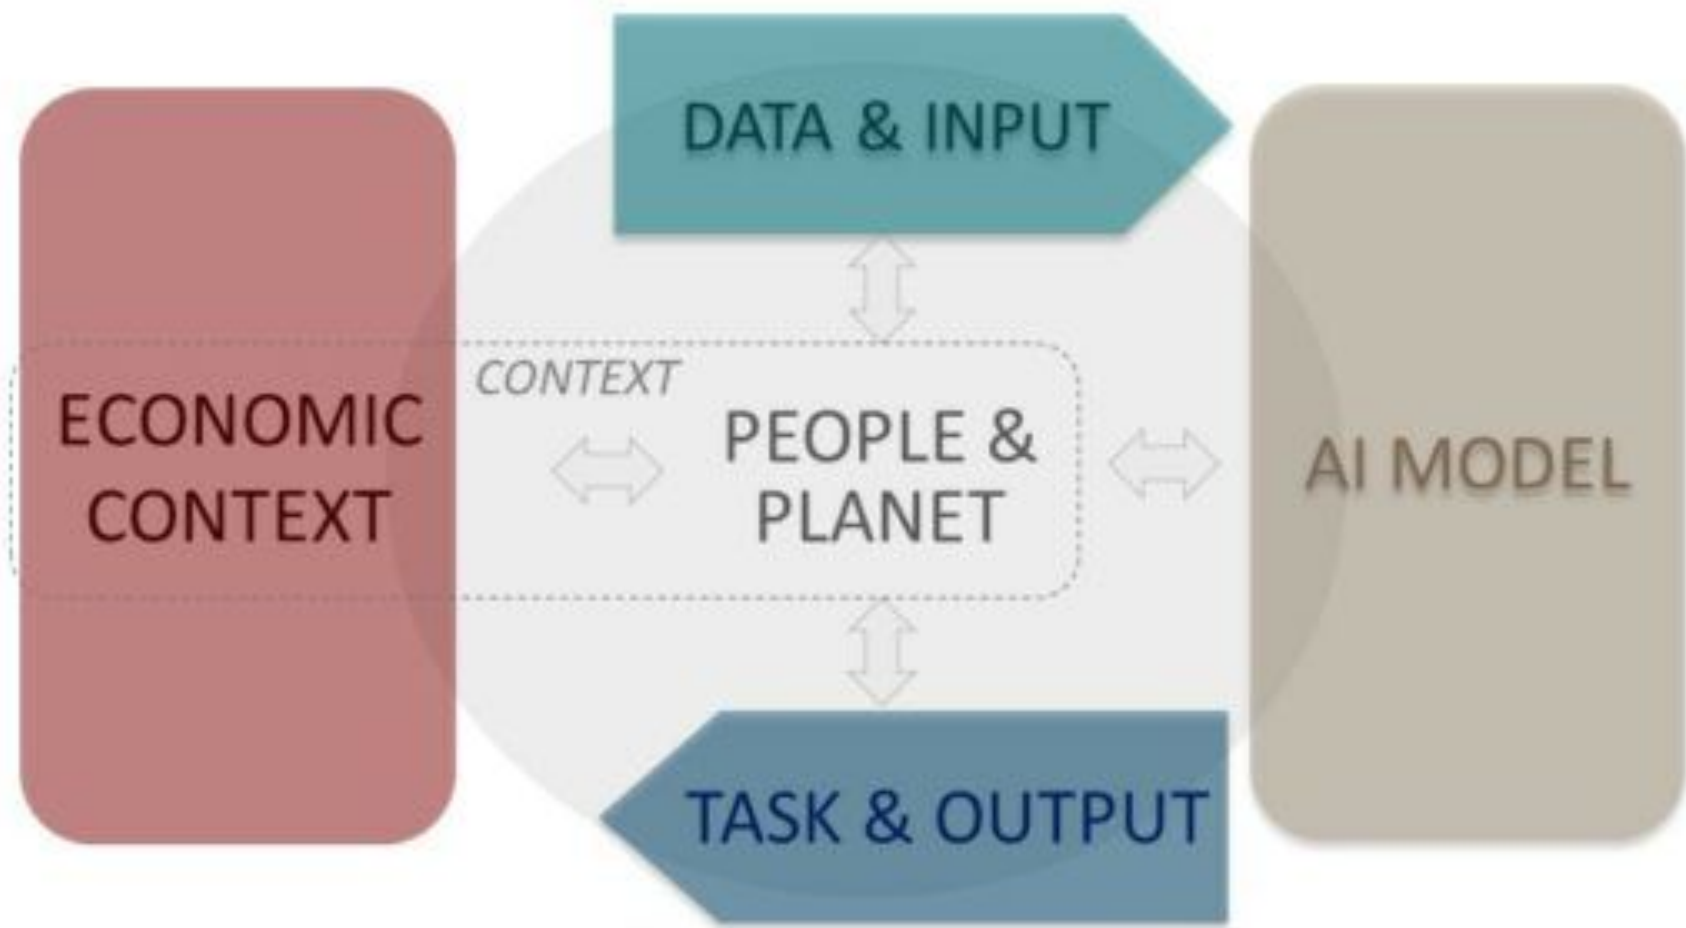 DATA & INPUT
CONTEXT
ECONOMIC
CONTEXT
PEOPLE &
PLANET
AI MODEL
TASK & OUTPUT